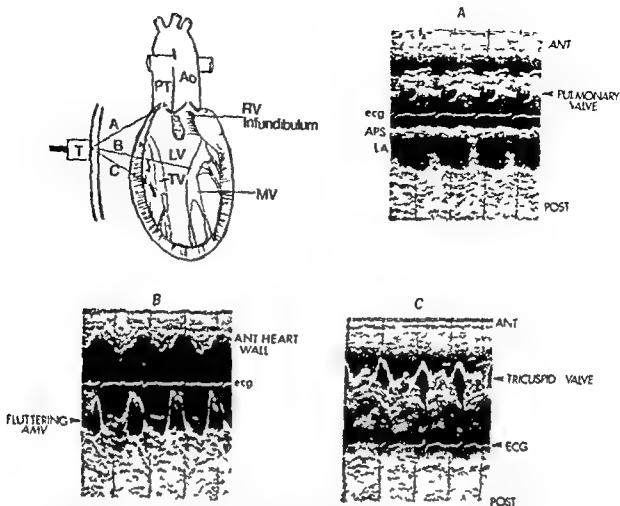 PT
Ao
RV
Infundibulum
A
B
T
C
LV
TV
MV
A
ANT
PULMONARY
VALVE
ecg
APS
LA
POST
B
ANT HEART
WALL
ecg
FLUTTERING
AMV
C
ANT
TRICUSPID VALVE
ECG
POST